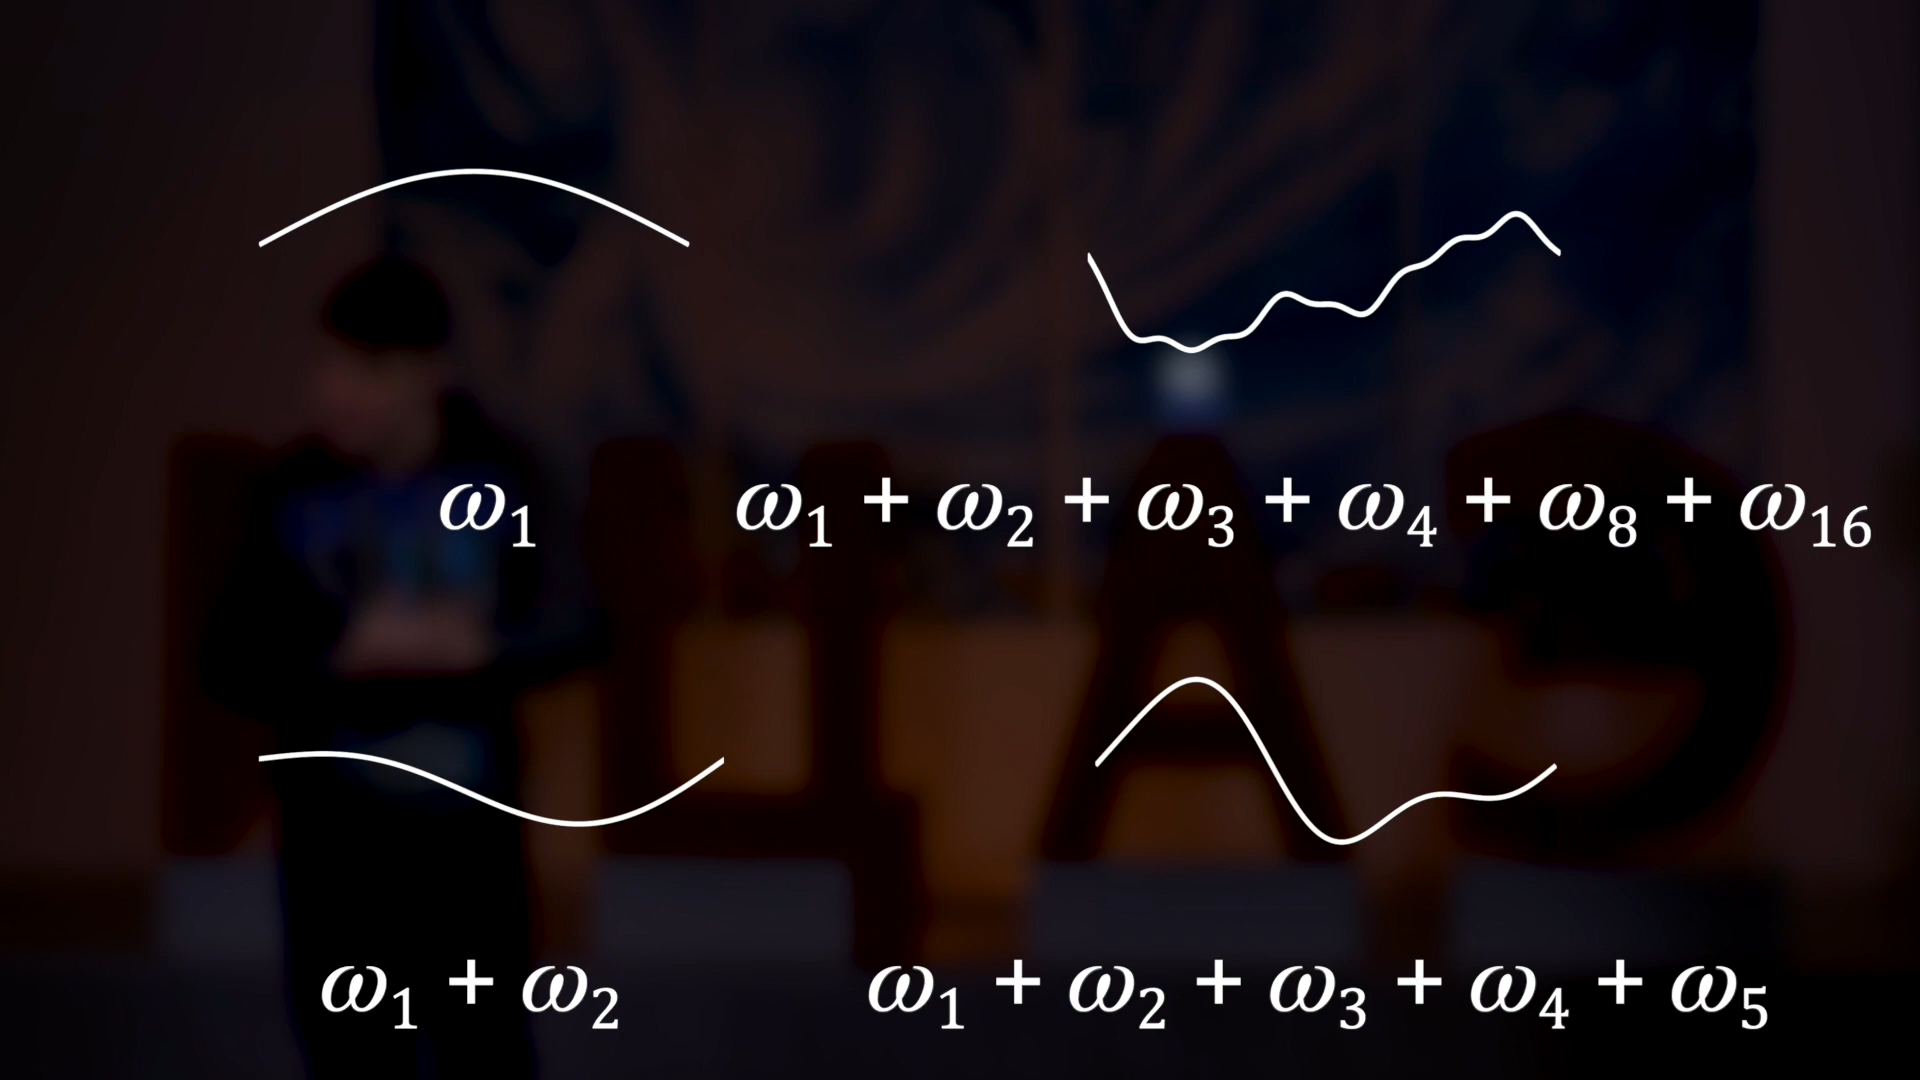 ω₁
ω₁ + ω₂ + ω₃ + ω₄ + ω₈ + ω₁₆
ω₁ + ω₂
ω₁ + ω₂ + ω₃ + ω₄ + ω₅